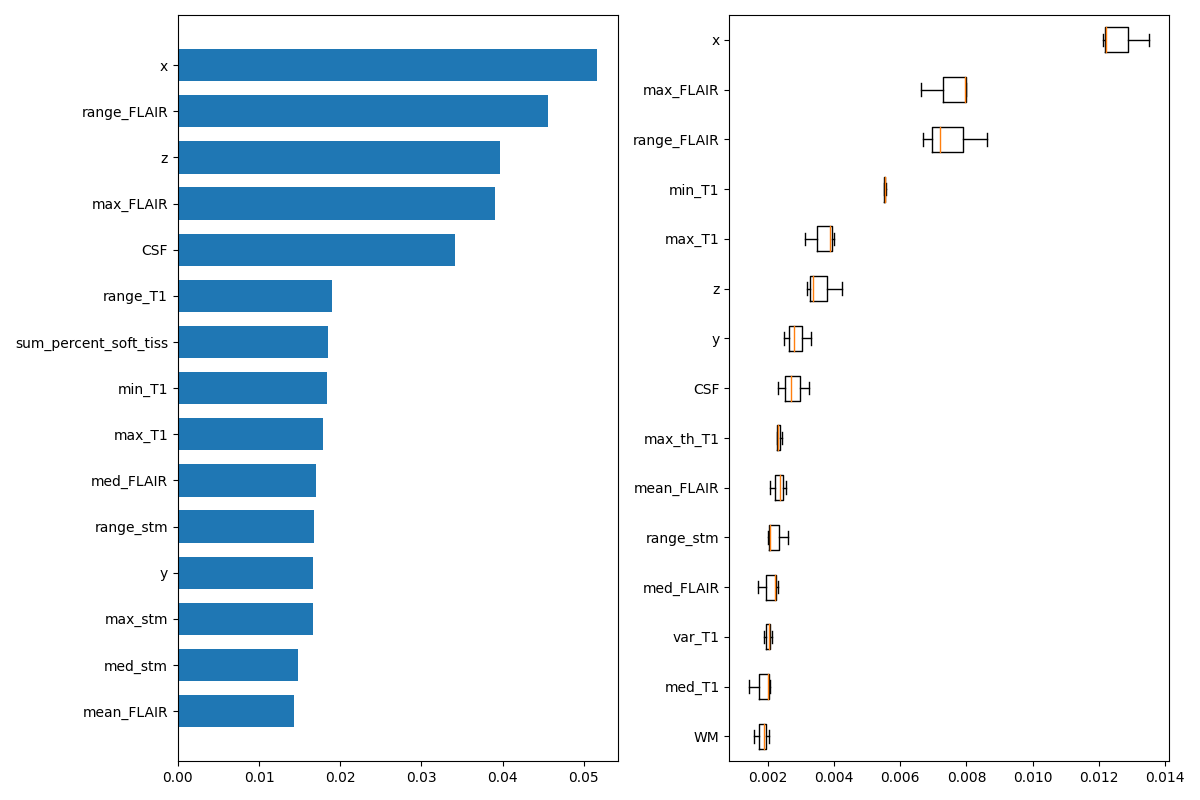 x
range_FLAIR
z
max_FLAIR
CSF
range_T1
sum_percent_soft_tiss
min_T1
max_T1
med_FLAIR
range_stm
y
max_stm
med_stm
mean_FLAIR
0.00 0.01 0.02 0.03 0.04 0.05
x
max_FLAIR
range_FLAIR
min_T1
max_T1
z
y
CSF
max_th_T1
mean_FLAIR
range_stm
med_FLAIR
var_T1
med_T1
WM
0.002 0.004 0.006 0.008 0.010 0.012 0.014